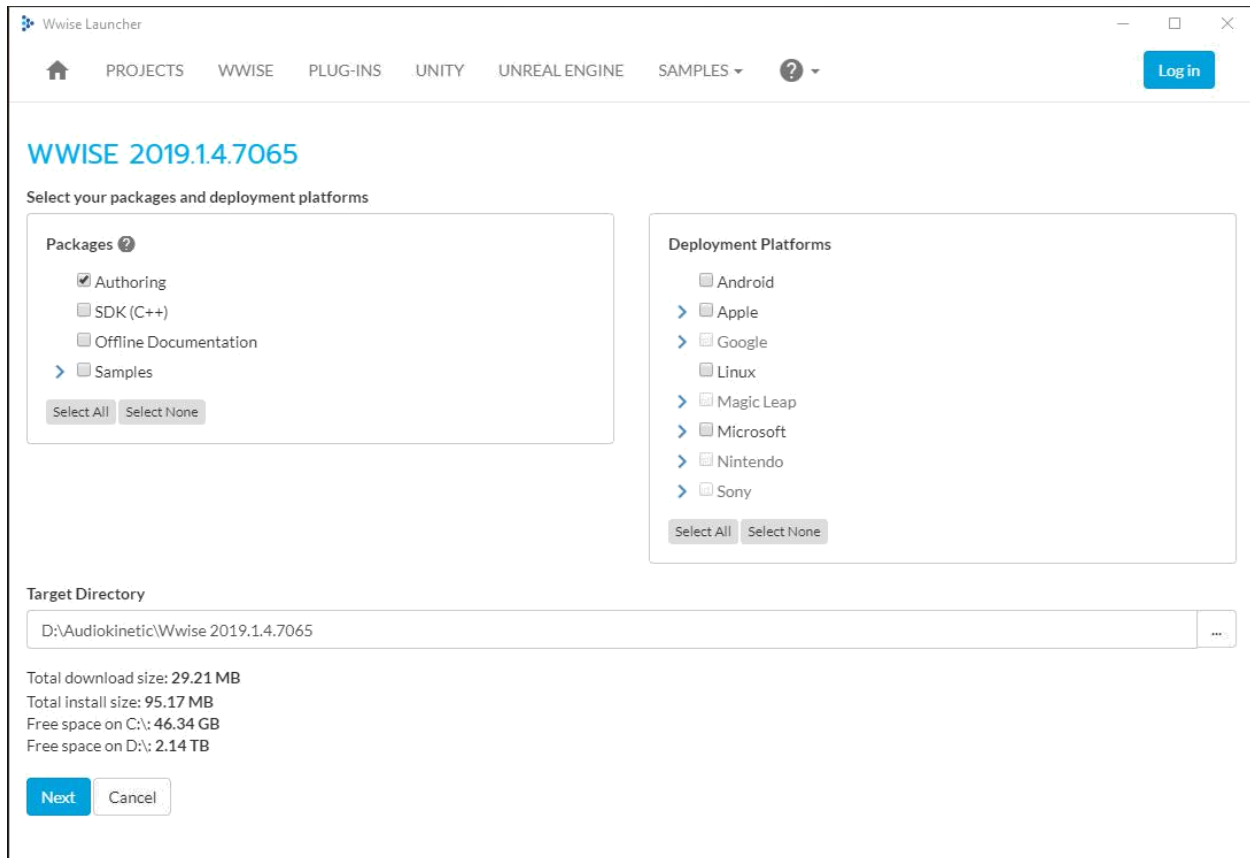 Wwise Launcher
PROJECTS WWISE PLUG-INS UNITY UNREAL ENGINE SAMPLES ? Log in
WWISE 2019.1.4.7065
Select your packages and deployment platforms
Packages ?
Authoring
SDK (C++)
Offline Documentation
Samples
Select All Select None
Deployment Platforms
Android
Apple
Google
Linux
Magic Leap
Microsoft
Nintendo
Sony
Select All Select None
Target Directory
D:\Audiokinetic\Wwise 2019.1.4.7065 ...
Total download size: 29.21 MB
Total install size: 95.17 MB
Free space on C:\: 46.34 GB
Free space on D:\: 2.14 TB
Next Cancel